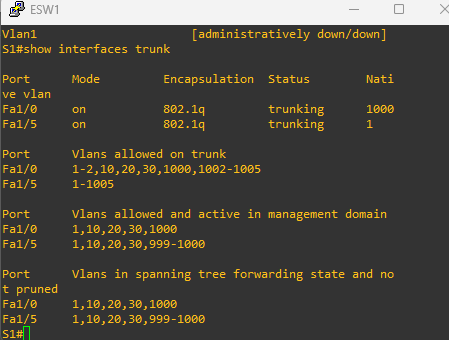 ESW1
Vlan1                      [administratively down/down]
S1#show interfaces trunk
Port      Mode         Encapsulation  Status        Nati
ve vlan
Fa1/0     on           802.1q         trunking      1000
Fa1/5     on           802.1q         trunking      1
Port      Vlans allowed on trunk
Fa1/0     1-2,10,20,30,1000,1002-1005
Fa1/5     1-1005
Port      Vlans allowed and active in management domain
Fa1/0     1,10,20,30,1000
Fa1/5     1,10,20,30,999-1000
Port      Vlans in spanning tree forwarding state and no
t pruned
Fa1/0     1,10,20,30,1000
Fa1/5     1,10,20,30,999-1000
S1#